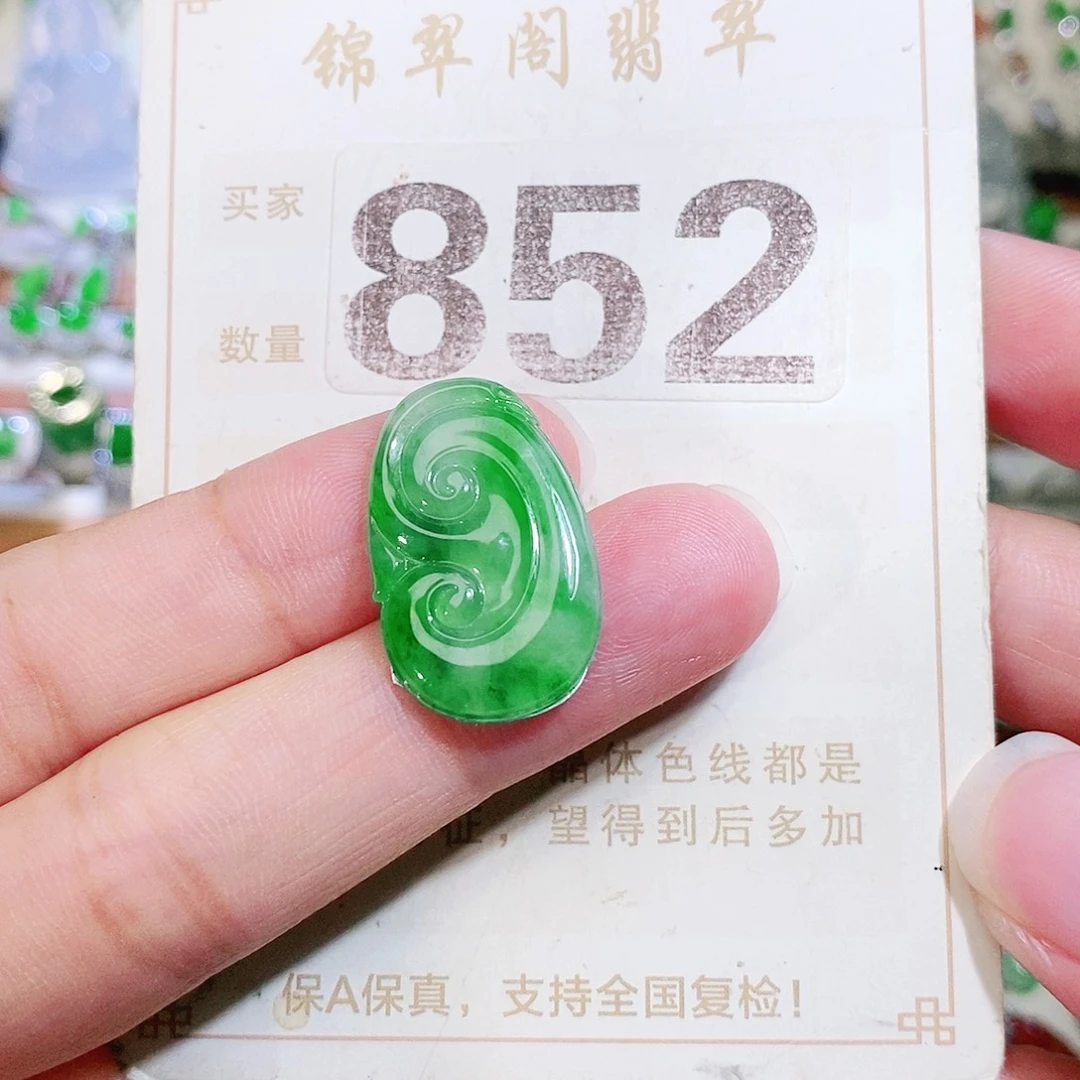 锦翠阁翡翠
买家
852
数量
晶体色线都是
证，望得到后多加
保A保真，支持全国复检！